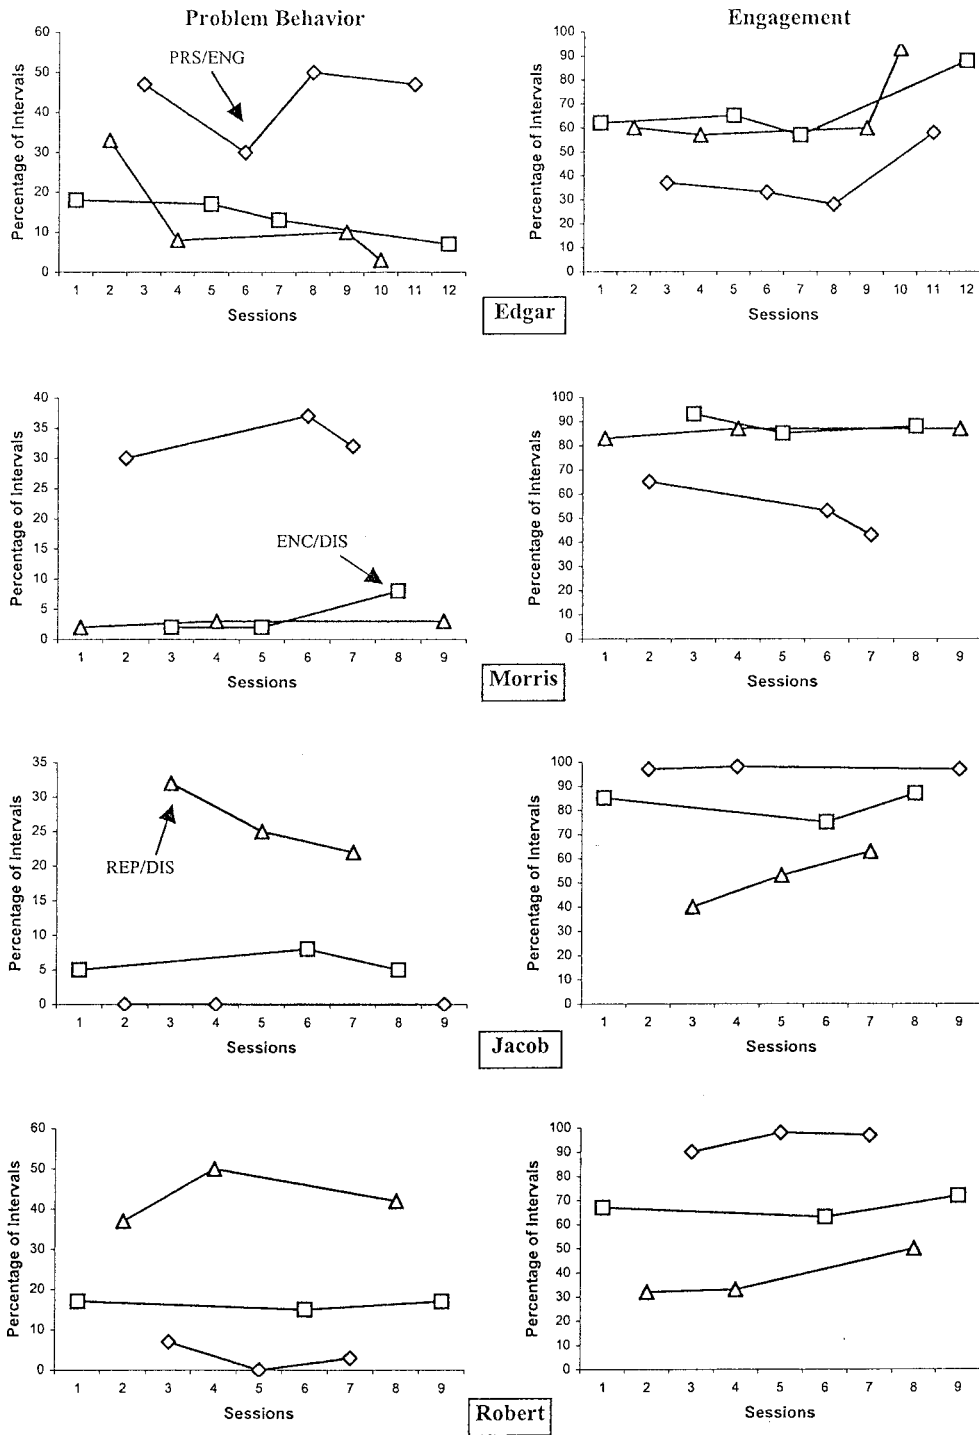 Problem Behavior
Engagement
60
50
40
30
20
10
0
Percentage of Intervals
PRS/ENG
1 2 3 4 5 6 7 8 9 10 11 12
Sessions
100
90
80
70
60
50
40
30
20
10
0
Percentage of Intervals
1 2 3 4 5 6 7 8 9 10 11 12
Sessions
Edgar
40
35
30
25
20
15
10
5
0
Percentage of Intervals
ENC/DIS
1 2 3 4 5 6 7 8 9
Sessions
100
90
80
70
60
50
40
30
20
10
0
Percentage of Intervals
1 2 3 4 5 6 7 8 9
Sessions
Morris
35
30
25
20
15
10
5
0
Percentage of Intervals
REP/DIS
1 2 3 4 5 6 7 8 9
Sessions
100
90
80
70
60
50
40
30
20
10
0
Percentage of Intervals
1 2 3 4 5 6 7 8 9
Sessions
Jacob
60
50
40
30
20
10
0
Percentage of Intervals
1 2 3 4 5 6 7 8 9
Sessions
100
90
80
70
60
50
40
30
20
10
0
Percentage of Intervals
1 2 3 4 5 6 7 8 9
Sessions
Robert